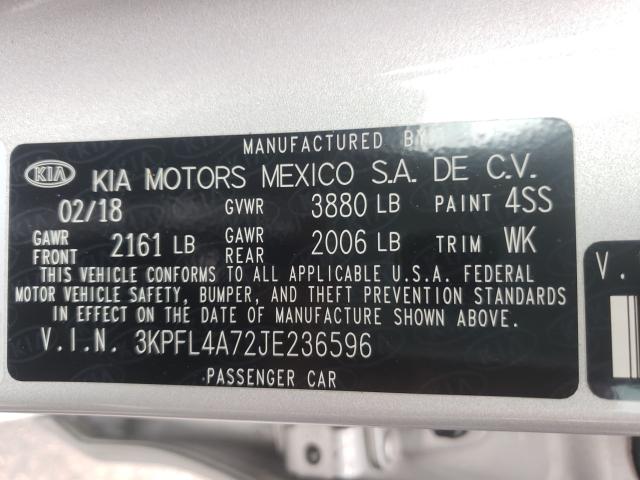 MANUFACTURED BY
KIA KIA MOTORS MEXICO S.A. DE C.V.
02/18 GVWR 3880 LB PAINT 4SS
GAWR FRONT 2161 LB GAWR REAR 2006 LB TRIM WK
THIS VEHICLE CONFORMS TO ALL APPLICABLE U.S.A. FEDERAL
MOTOR VEHICLE SAFETY, BUMPER, AND THEFT PREVENTION STANDARDS
IN EFFECT ON THE DATE OF MANUFACTURE SHOWN ABOVE.
V.I.N. 3KPFL4A72JE236596
PASSENGER CAR
V.